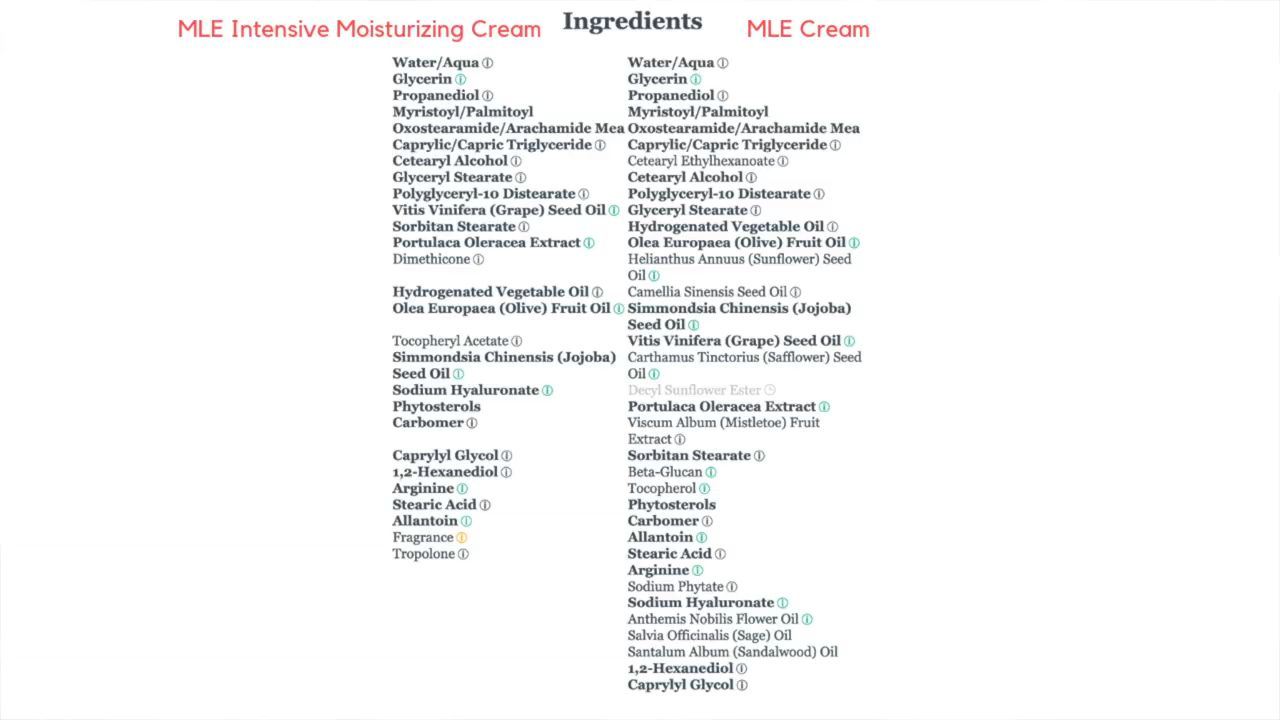 MLE Intensive Moisturizing Cream
Ingredients
MLE Cream
Water/Aqua
Glycerin
Propanediol
Myristoyl/Palmitoyl
Oxostearamide/Arachamide Mea
Caprylic/Capric Triglyceride
Cetearyl Alcohol
Glyceryl Stearate
Polyglyceryl-10 Distearate
Vitis Vinifera (Grape) Seed Oil
Sorbitan Stearate
Portulaca Oleracea Extract
Dimethicone
Hydrogenated Vegetable Oil
Olea Europaea (Olive) Fruit Oil
Tocopheryl Acetate
Simmondsia Chinensis (Jojoba)
Seed Oil
Sodium Hyaluronate
Phytosterols
Carbomer
Caprylyl Glycol
1,2-Hexanediol
Arginine
Stearic Acid
Allantoin
Fragrance
Tropolone
Water/Aqua
Glycerin
Propanediol
Myristoyl/Palmitoyl
Oxostearamide/Arachamide Mea
Caprylic/Capric Triglyceride
Cetearyl Ethylhexanoate
Cetearyl Alcohol
Polyglyceryl-10 Distearate
Glyceryl Stearate
Hydrogenated Vegetable Oil
Olea Europaea (Olive) Fruit Oil
Helianthus Annuus (Sunflower) Seed
Oil
Camellia Sinensis Seed Oil
Simmondsia Chinensis (Jojoba)
Seed Oil
Vitis Vinifera (Grape) Seed Oil
Carthamus Tinctorius (Safflower) Seed
Oil
Decyl Sunflower Ester
Portulaca Oleracea Extract
Viscum Album (Mistletoe) Fruit
Extract
Sorbitan Stearate
Beta-Glucan
Tocopherol
Phytosterols
Carbomer
Allantoin
Stearic Acid
Arginine
Sodium Phytate
Sodium Hyaluronate
Anthemis Nobilis Flower Oil
Salvia Officinalis (Sage) Oil
Santalum Album (Sandalwood) Oil
1,2-Hexanediol
Caprylyl Glycol